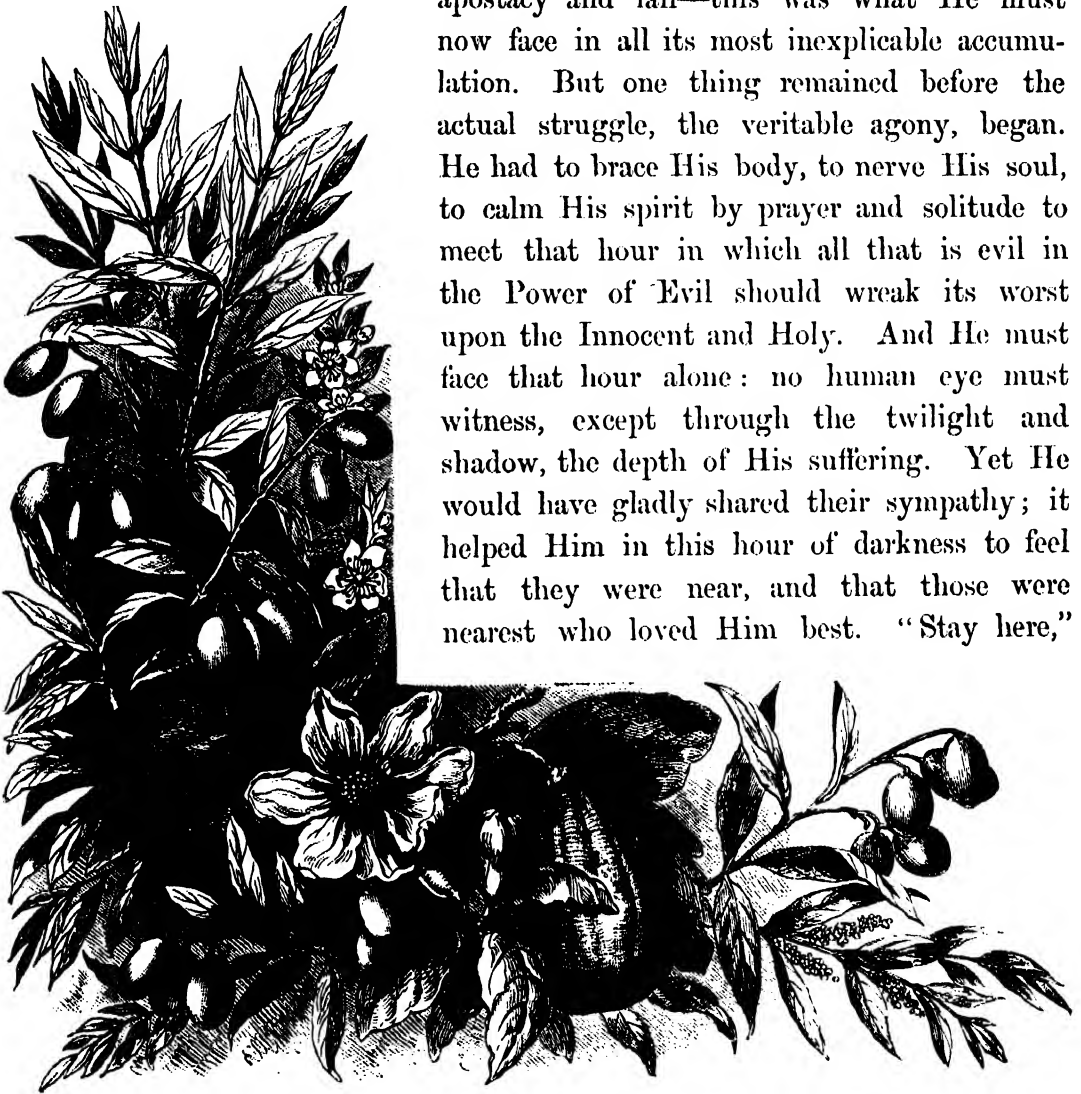 apostacy and fall—this was what He must
now face in all its most inexplicable accumu-
lation. But one thing remained before the
actual struggle, the veritable agony, began.
He had to brace His body, to nerve His soul,
to calm His spirit by prayer and solitude to
meet that hour in which all that is evil in
the Power of Evil should wreak its worst
upon the Innocent and Holy. And He must
face that hour alone: no human eye must
witness, except through the twilight and
shadow, the depth of His suffering. Yet He
would have gladly shared their sympathy; it
helped Him in this hour of darkness to feel
that they were near, and that those were
nearest who loved Him best. “Stay here,”